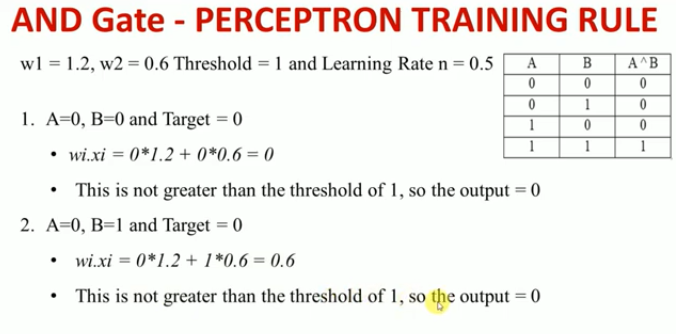 AND Gate - PERCEPTRON TRAINING RULE
w1 = 1.2, w2 = 0.6 Threshold = 1 and Learning Rate n = 0.5
A B A^B
0 0 0
0 1 0
1 0 0
1 1 1
1. A=0, B=0 and Target = 0
• wi.xi = 0*1.2 + 0*0.6 = 0
• This is not greater than the threshold of 1, so the output = 0
2. A=0, B=1 and Target = 0
• wi.xi = 0*1.2 + 1*0.6 = 0.6
• This is not greater than the threshold of 1, so the output = 0